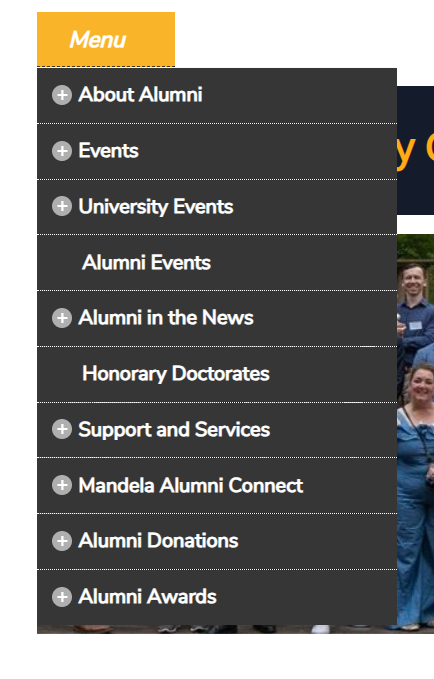 Menu
About Alumni
Events
University Events
Alumni Events
Alumni in the News
Honorary Doctorates
Support and Services
Mandela Alumni Connect
Alumni Donations
Alumni Awards